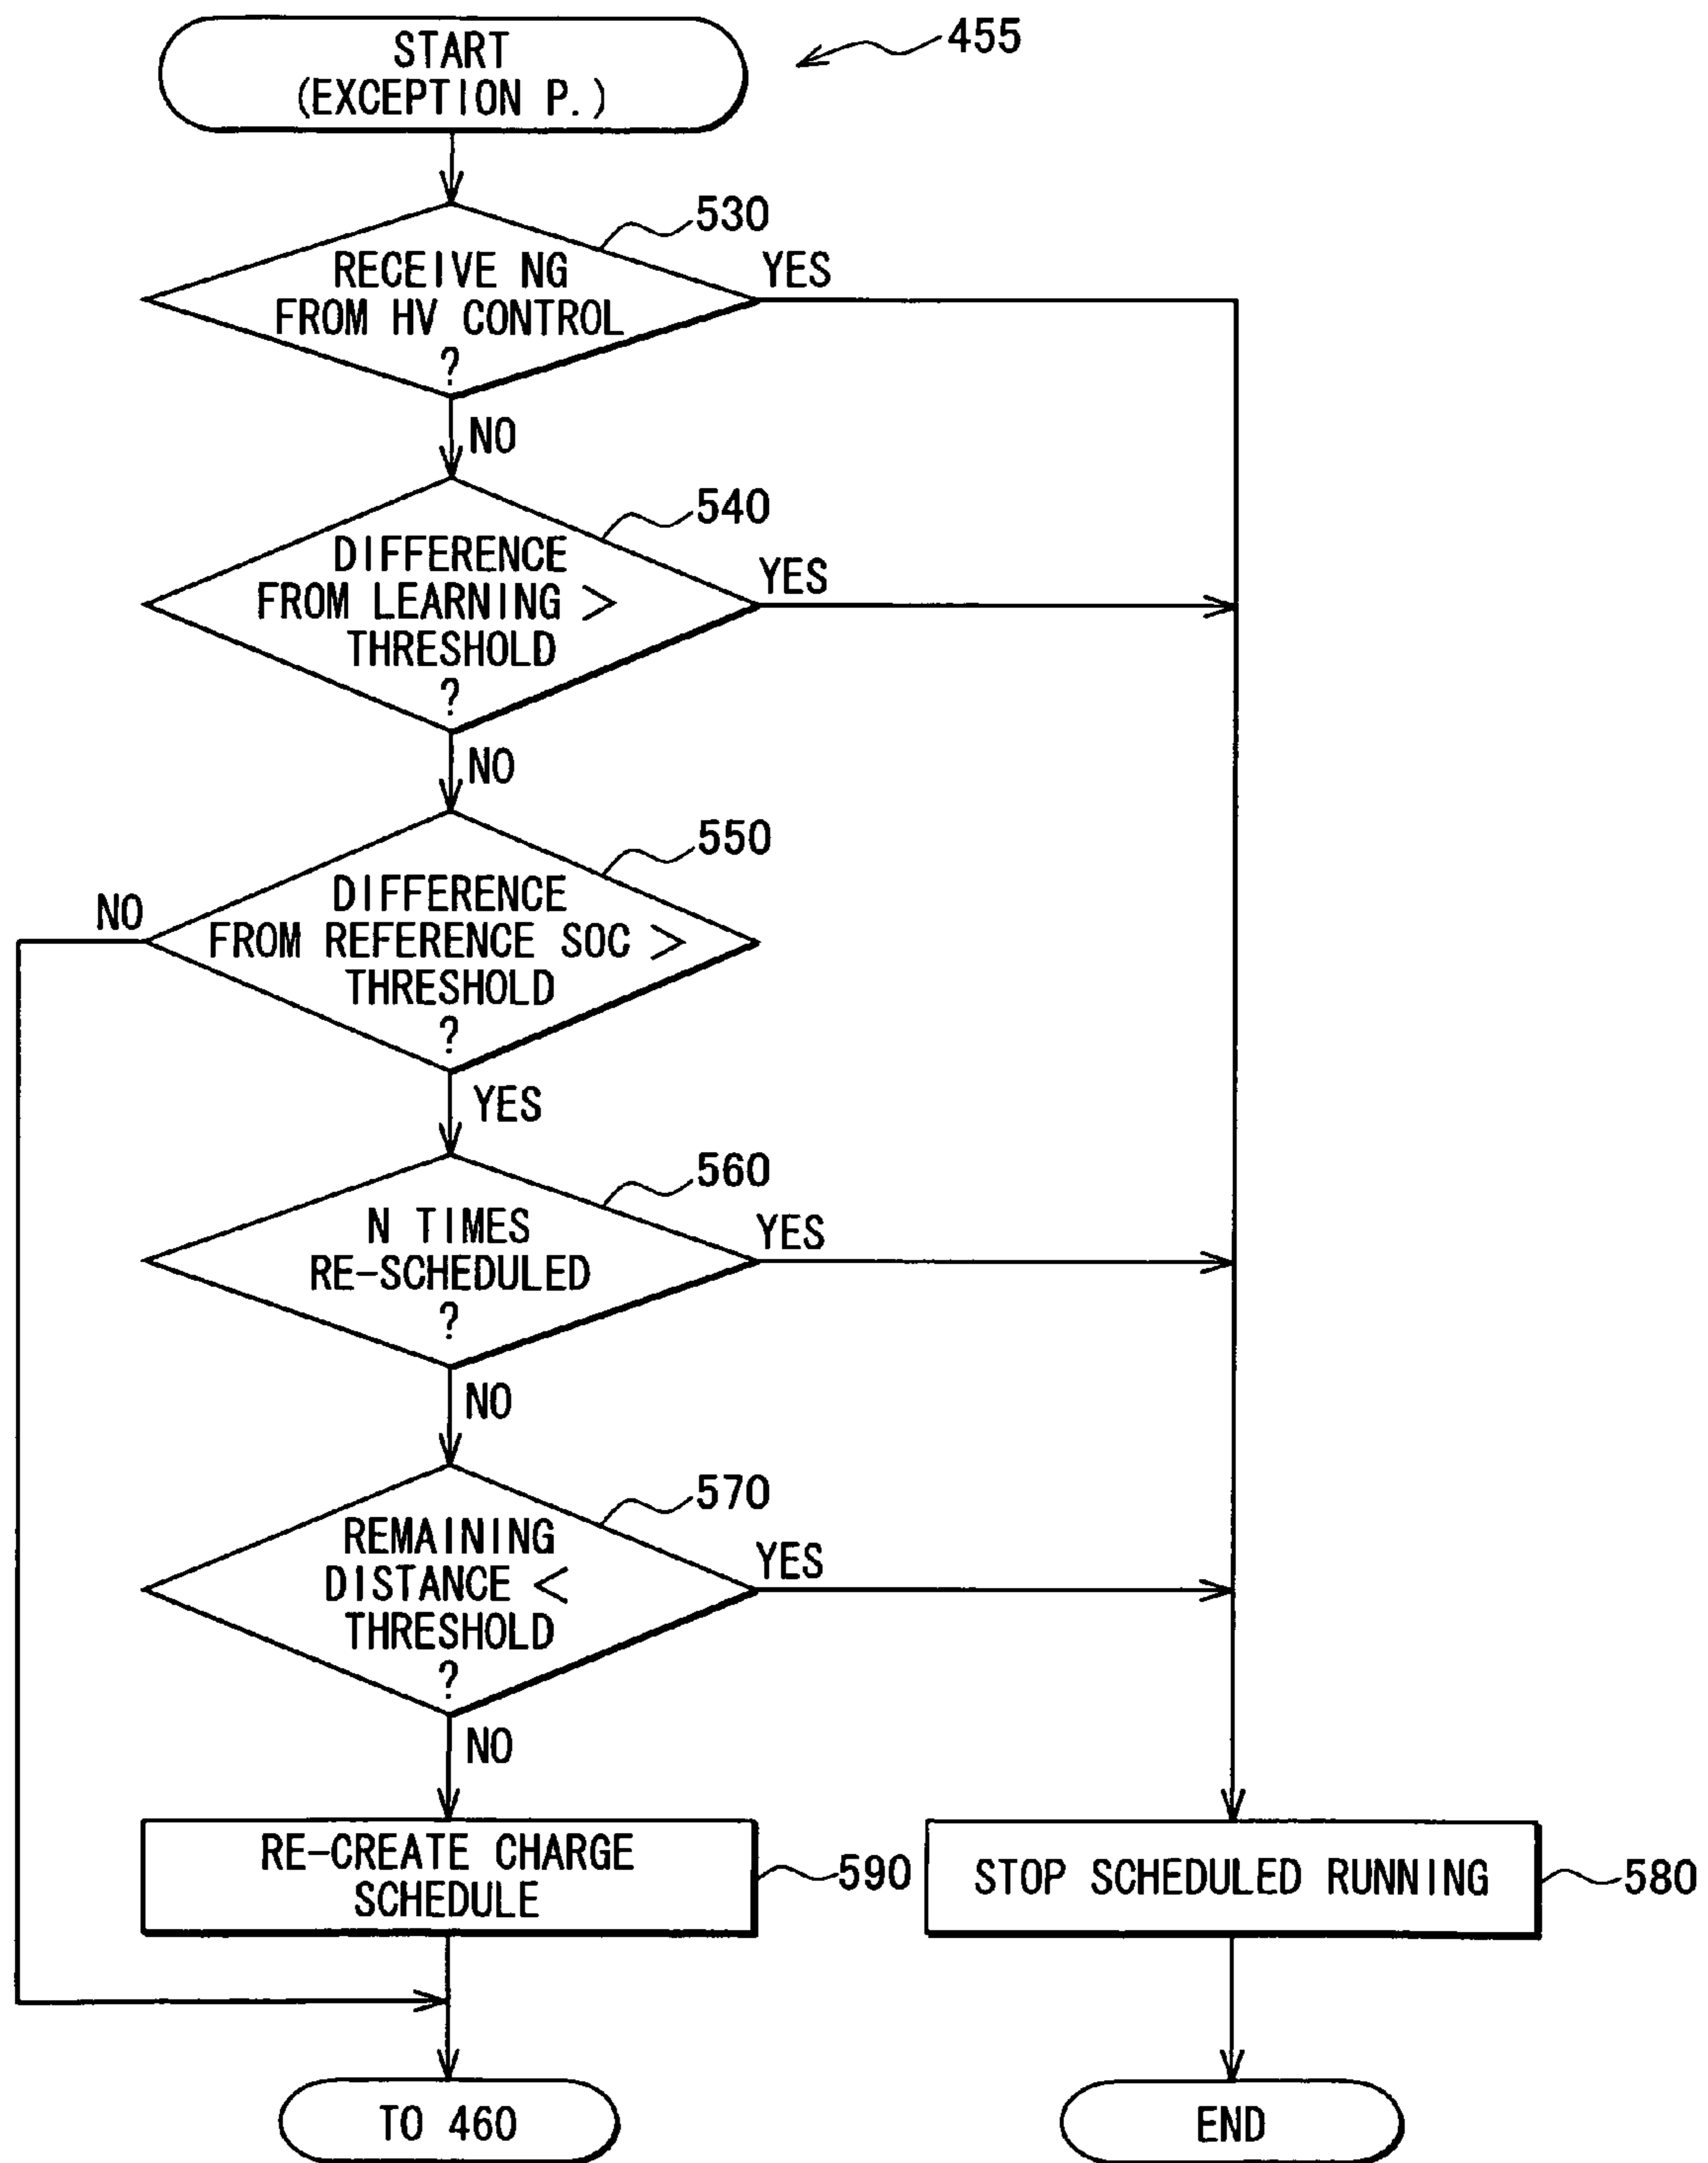 START
(EXCEPTION P.)
455
530
RECEIVE NG
FROM HV CONTROL
?
YES
NO
540
DIFFERENCE
FROM LEARNING >
THRESHOLD
?
YES
NO
550
DIFFERENCE
FROM REFERENCE SOC >
THRESHOLD
?
NO
YES
560
N TIMES
RE-SCHEDULED
?
YES
NO
570
REMAINING
DISTANCE <
THRESHOLD
?
YES
NO
RE-CREATE CHARGE
SCHEDULE
590
STOP SCHEDULED RUNNING
580
TO 460
END